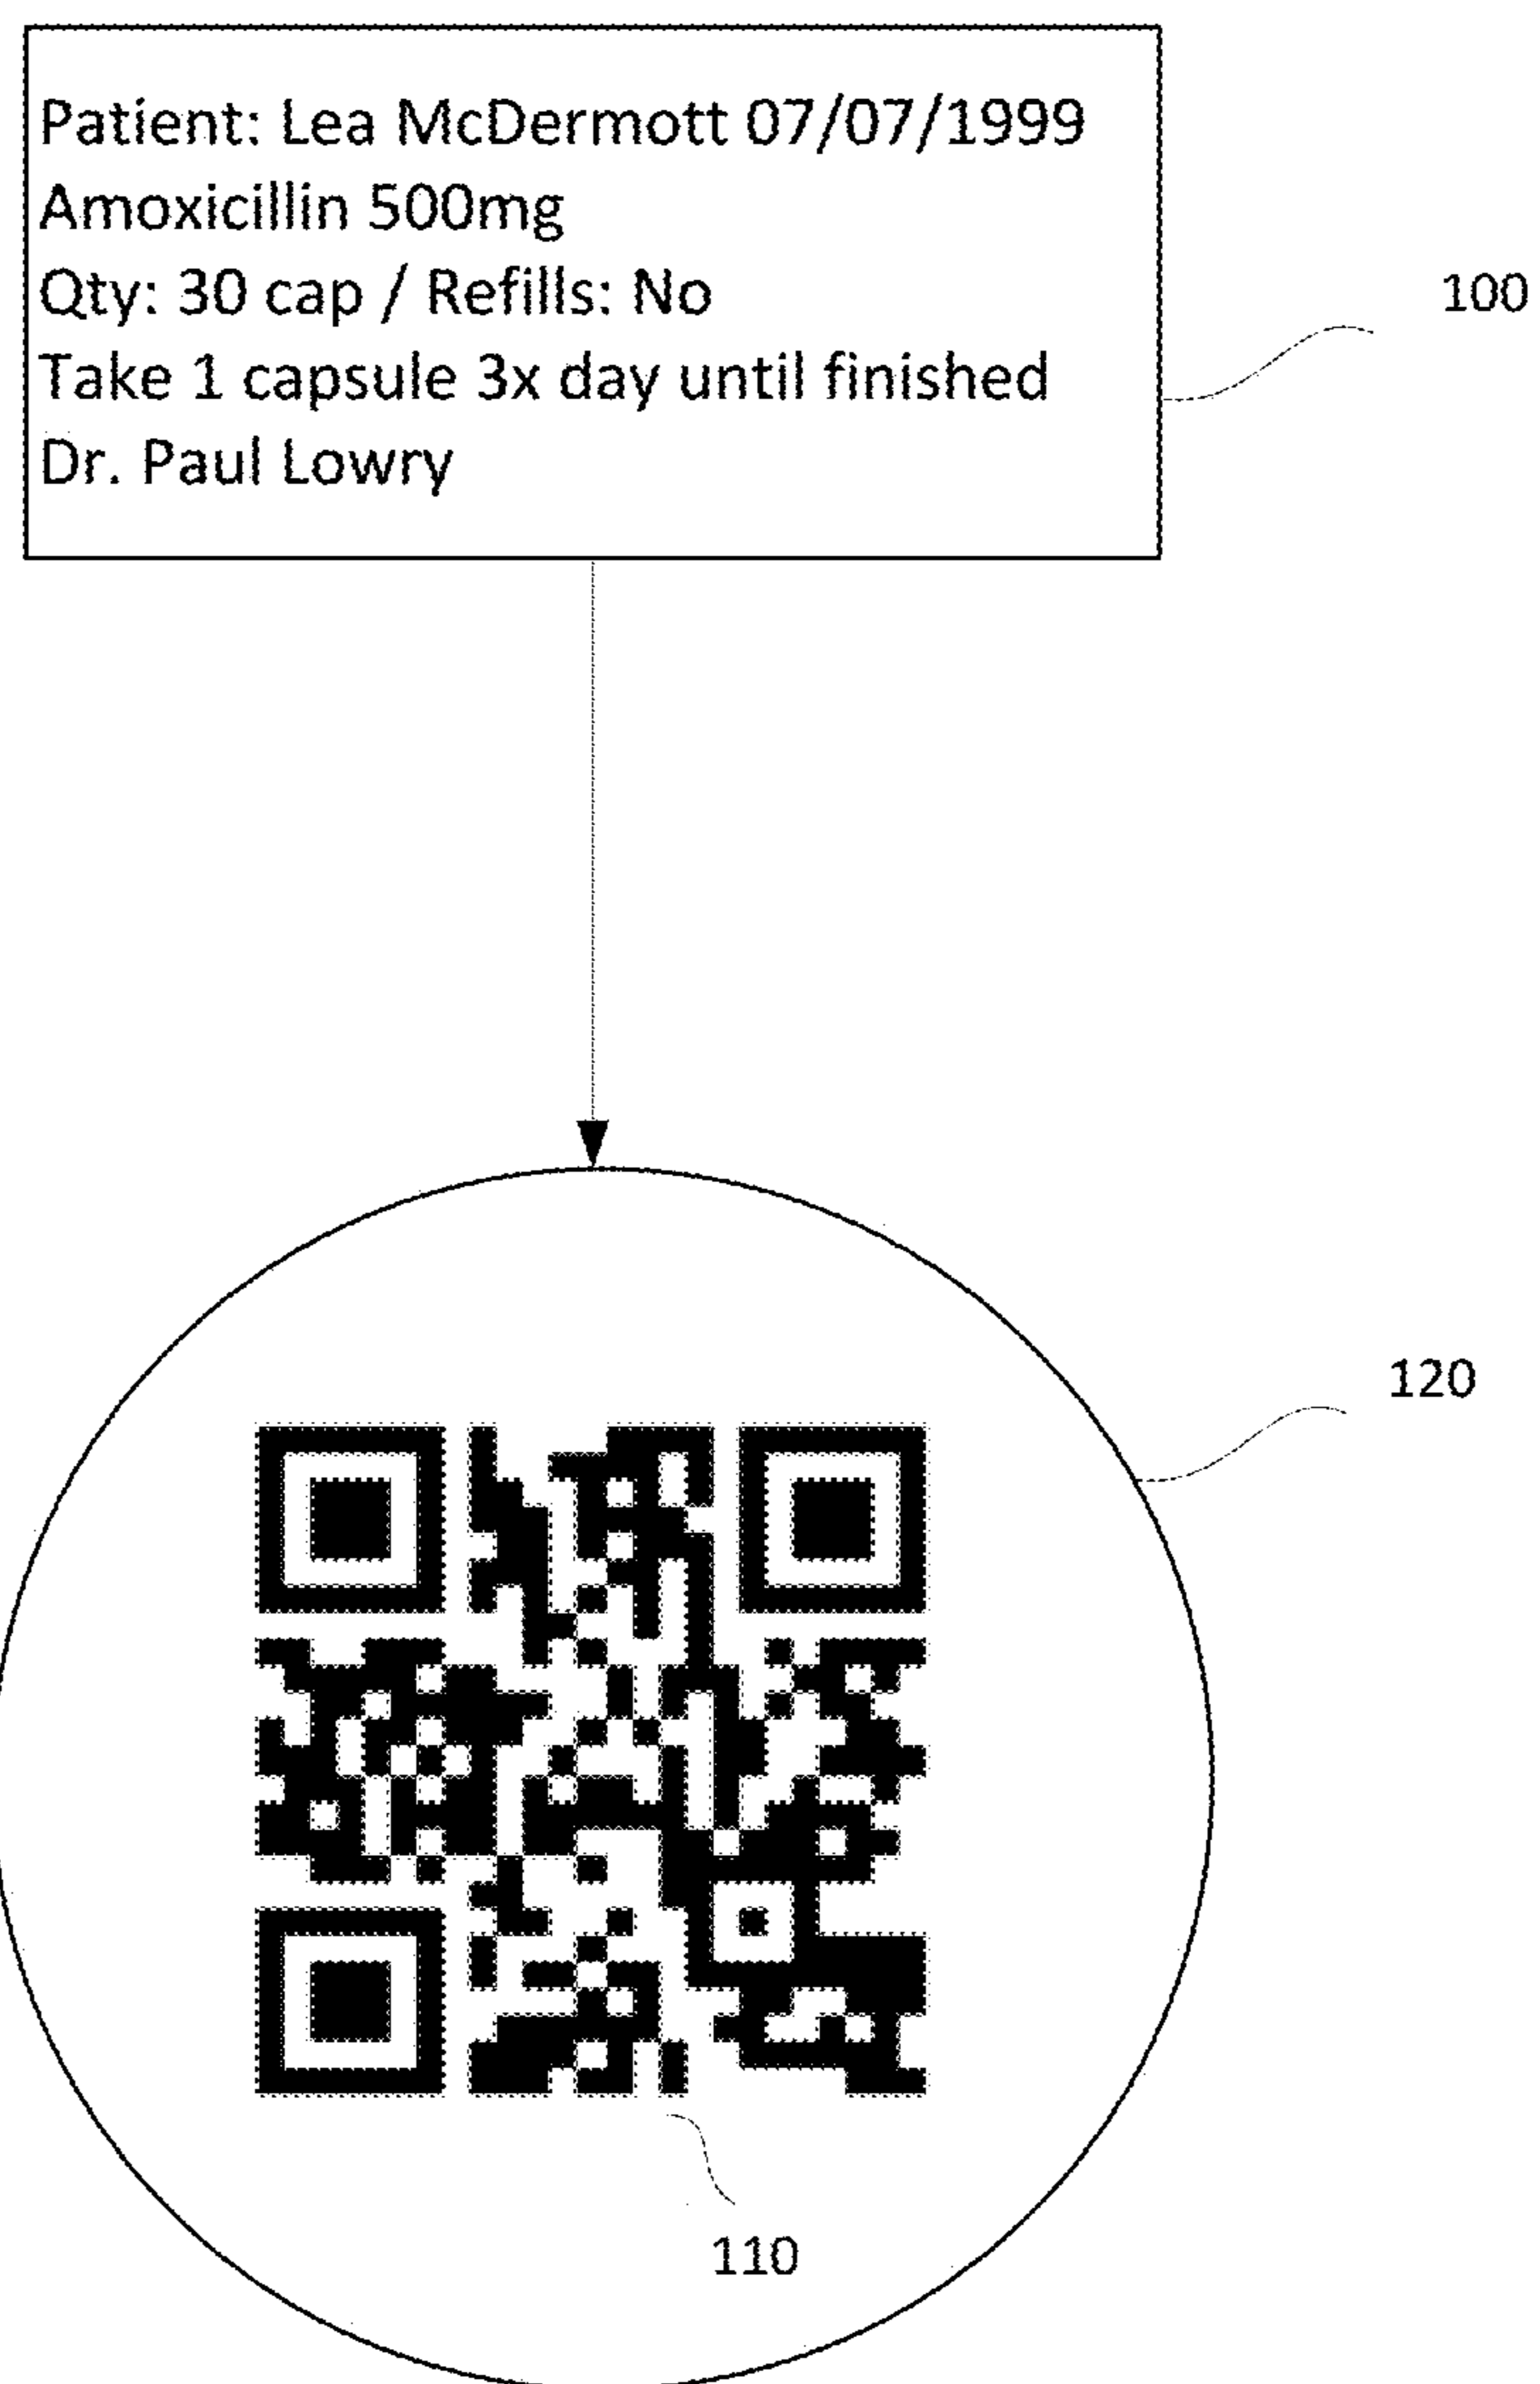 Patient: Lea McDermott 07/07/1999
Amoxicillin 500mg
Qty: 30 cap / Refills: No
Take 1 capsule 3x day until finished
Dr. Paul Lowry
100
120
110